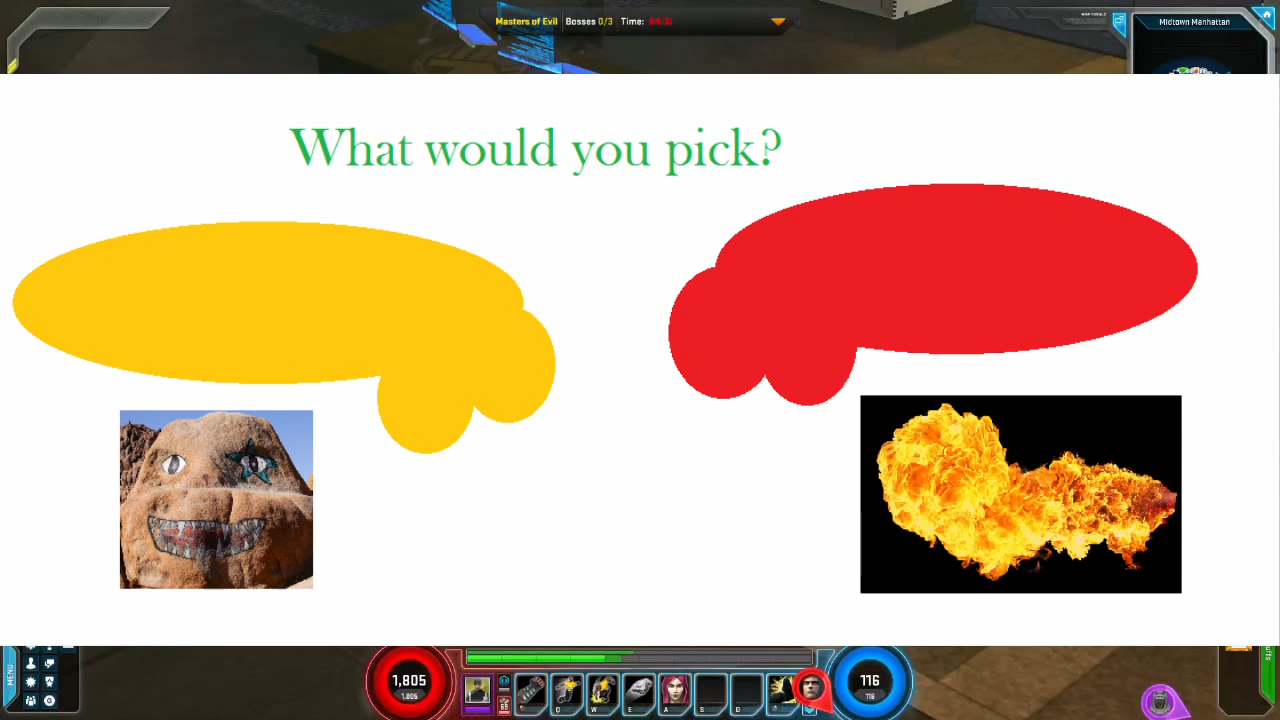 Masters of Evil Bosses 0/3 Time:
Midtown Manhattan
What would you pick?
MENU
1,805
1,805
116
116
Q W E A S D